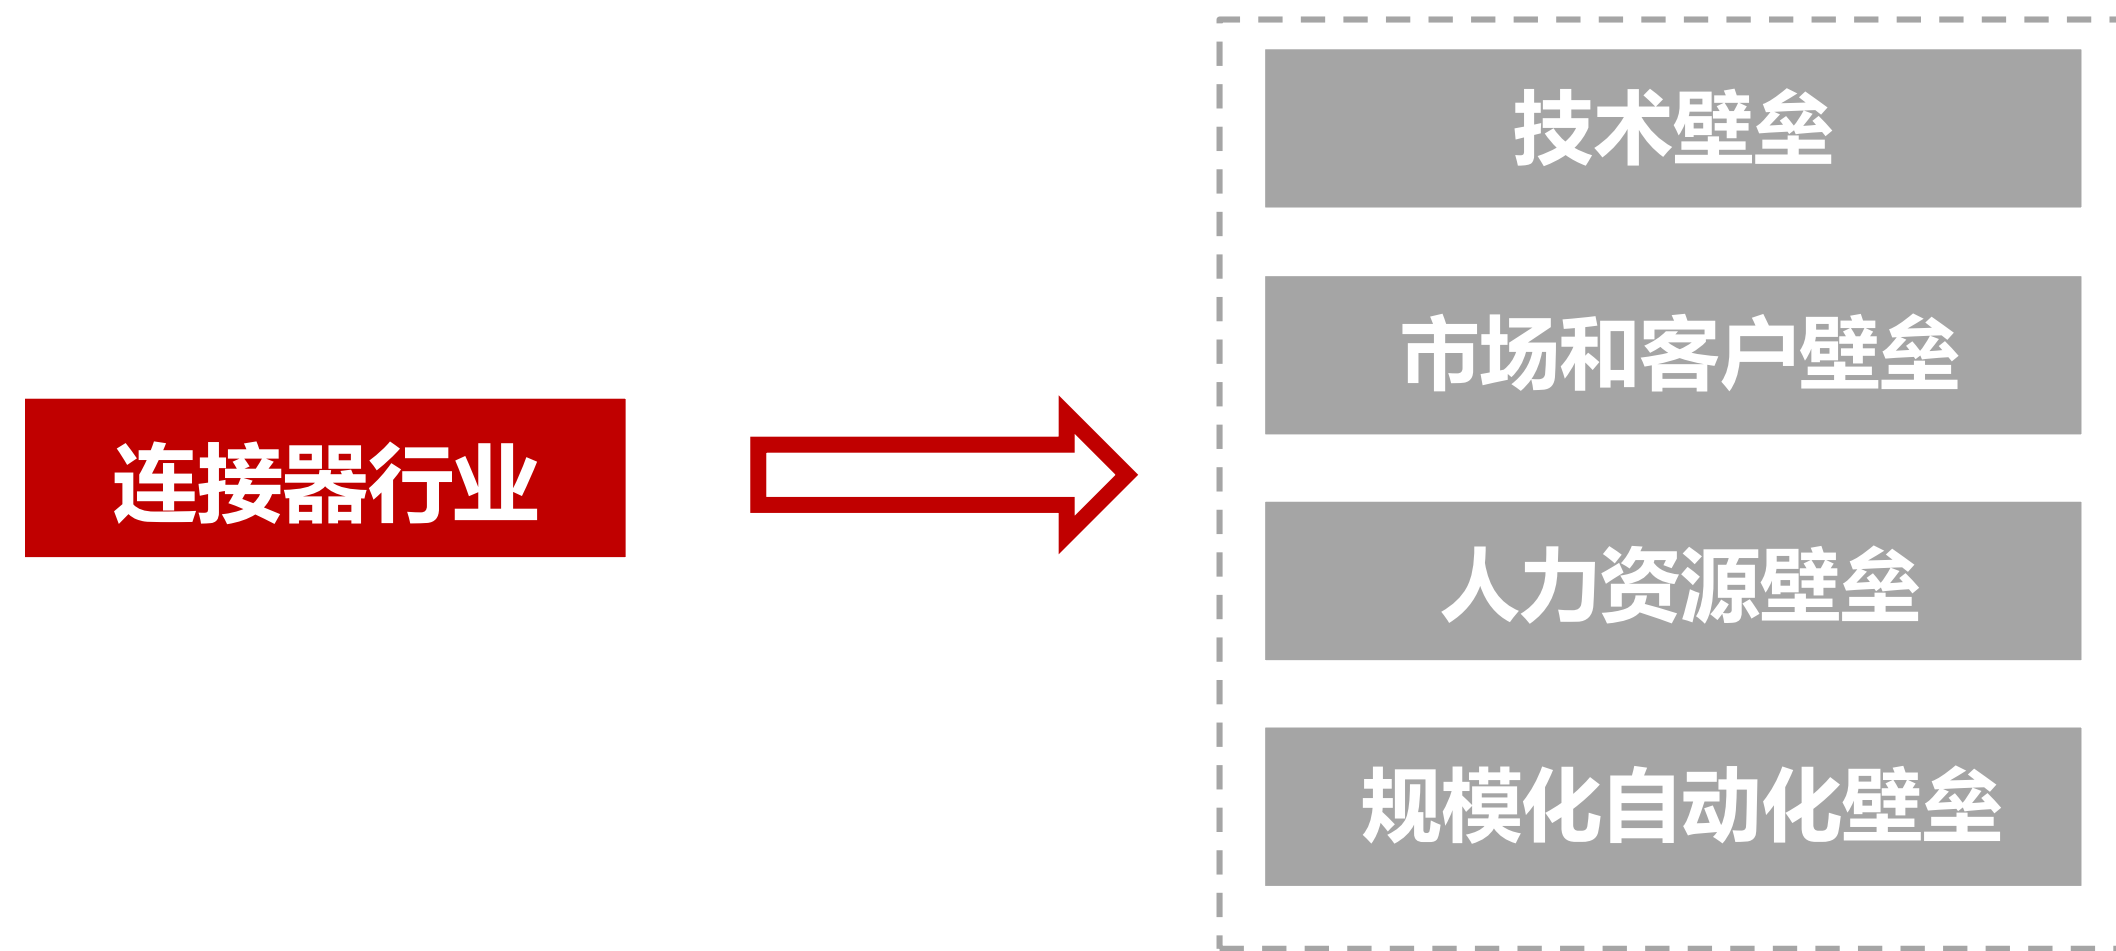 连接器行业
技术壁垒
市场和客户壁垒
人力资源壁垒
规模化自动化壁垒